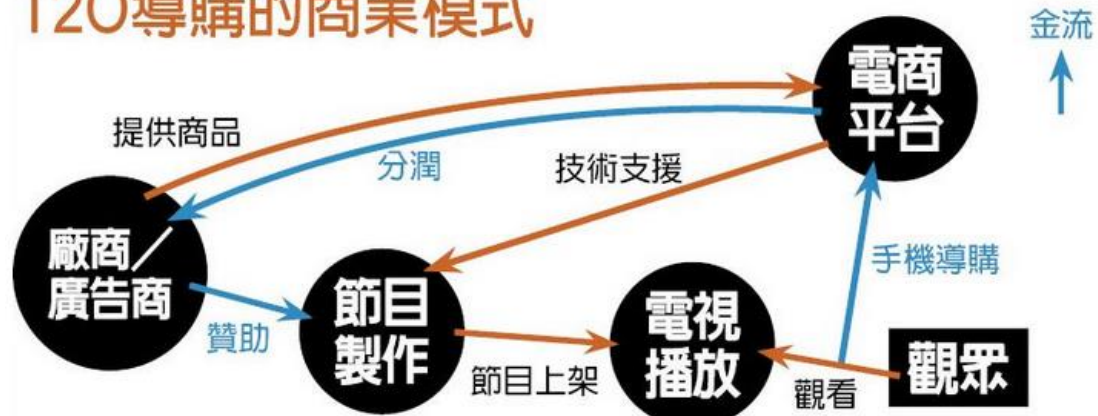 T2O導購的商業模式
金流
電商
平台
提供商品
分潤
技術支援
廠商／
廣告商
手機導購
節目
製作
電視
播放
贊助
節目上架
觀看
觀眾